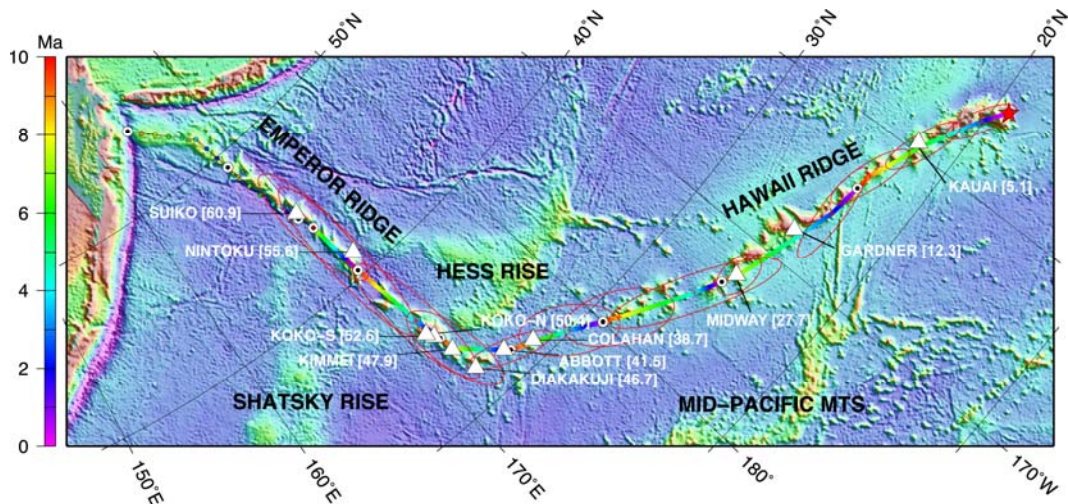 50°N
40°N
30°N
20°N
Ma
10
8
6
4
2
0
EMPEROR RIDGE
HAWAII RIDGE
SUIKO [60.9]
KAUAI [5.1]
NINTOKU [55.6]
GARDNER [12.3]
HESS RISE
KOKO-N [50.4]
MIDWAY [27.7]
KOKO-S [52.6]
COLAHAN [38.7]
KIMMEI [47.9]
ABBOTT [41.5]
DIAKAKUJI [46.7]
SHATSKY RISE
MID-PACIFIC MTS
150°E
160°E
170°E
180°
170°W